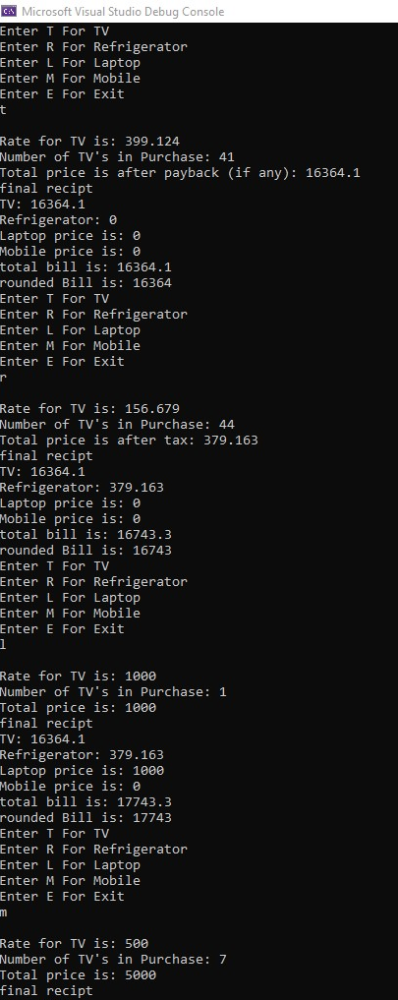 Microsoft Visual Studio Debug Console
Enter T For TV
Enter R For Refrigerator
Enter L For Laptop
Enter M For Mobile
Enter E For Exit
t
Rate for TV is: 399.124
Number of TV's in Purchase: 41
Total price is after payback (if any): 16364.1
final recipt
TV: 16364.1
Refrigerator: 0
Laptop price is: 0
Mobile price is: 0
total bill is: 16364.1
rounded Bill is: 16364
Enter T For TV
Enter R For Refrigerator
Enter L For Laptop
Enter M For Mobile
Enter E For Exit
r
Rate for TV is: 156.679
Number of TV's in Purchase: 44
Total price is after tax: 379.163
final recipt
TV: 16364.1
Refrigerator: 379.163
Laptop price is: 0
Mobile price is: 0
total bill is: 16743.3
rounded Bill is: 16743
Enter T For TV
Enter R For Refrigerator
Enter L For Laptop
Enter M For Mobile
Enter E For Exit
l
Rate for TV is: 1000
Number of TV's in Purchase: 1
Total price is: 1000
final recipt
TV: 16364.1
Refrigerator: 379.163
Laptop price is: 1000
Mobile price is: 0
total bill is: 17743.3
rounded Bill is: 17743
Enter T For TV
Enter R For Refrigerator
Enter L For Laptop
Enter M For Mobile
Enter E For Exit
m
Rate for TV is: 500
Number of TV's in Purchase: 7
Total price is: 5000
final recipt